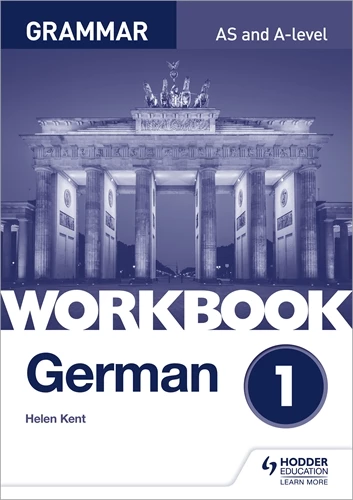 GRAMMAR AS and A-level
WORKBOOK
German 1
Helen Kent
HODDER
EDUCATION
LEARN MORE